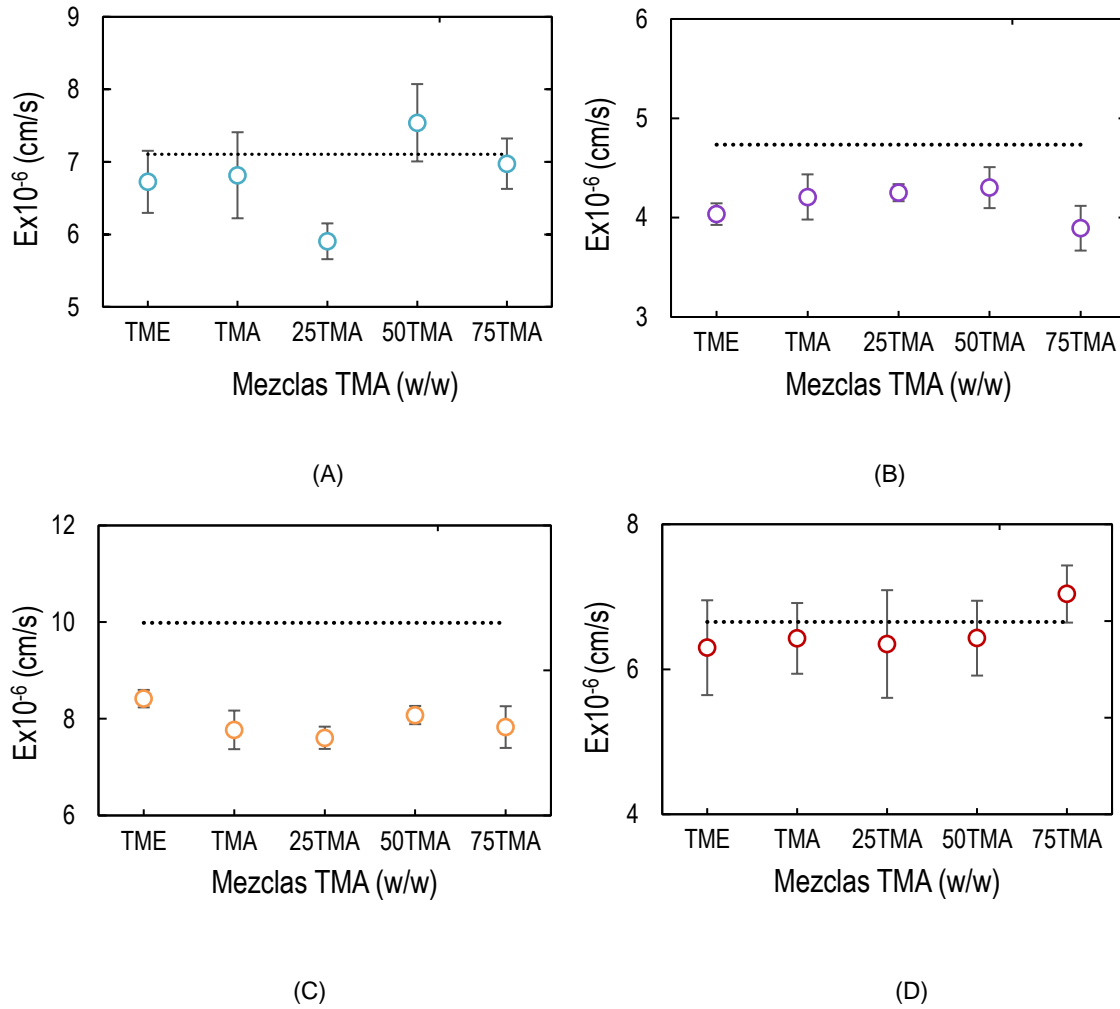 9
8
7
6
5
Ex10⁻⁶ (cm/s)
TME TMA 25TMA 50TMA 75TMA
Mezclas TMA (w/w)
(A)
6
5
4
3
Ex10⁻⁶ (cm/s)
TME TMA 25TMA 50TMA 75TMA
Mezclas TMA (w/w)
(B)
12
10
8
6
Ex10⁻⁶ (cm/s)
TME TMA 25TMA 50TMA 75TMA
Mezclas TMA (w/w)
(C)
8
6
4
Ex10⁻⁶ (cm/s)
TME TMA 25TMA 50TMA 75TMA
Mezclas TMA (w/w)
(D)